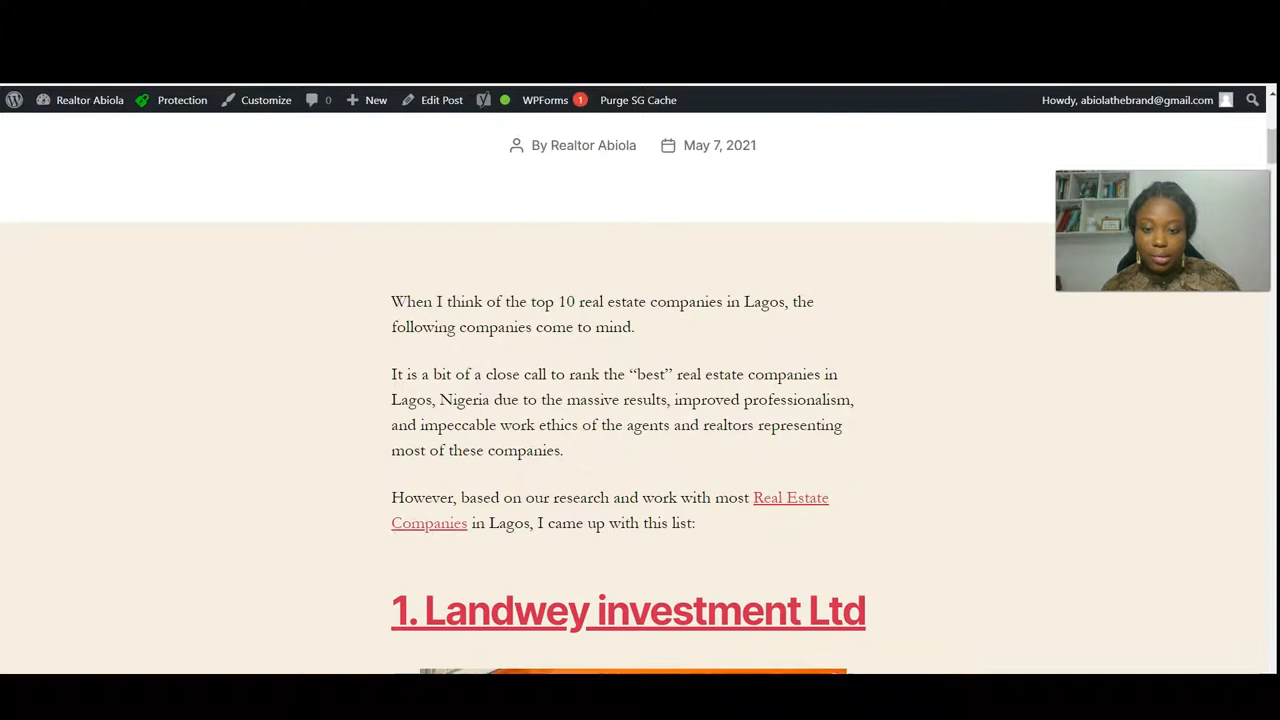 Realtor Abiola Protection Customize 0 New Edit Post WPForms 1 Purge SG Cache Howdy, abiolathebrand@gmail.com
By Realtor Abiola May 7, 2021
When I think of the top 10 real estate companies in Lagos, the
following companies come to mind.
It is a bit of a close call to rank the “best” real estate companies in
Lagos, Nigeria due to the massive results, improved professionalism,
and impeccable work ethics of the agents and realtors representing
most of these companies.
However, based on our research and work with most Real Estate
Companies in Lagos, I came up with this list:
1. Landwey investment Ltd